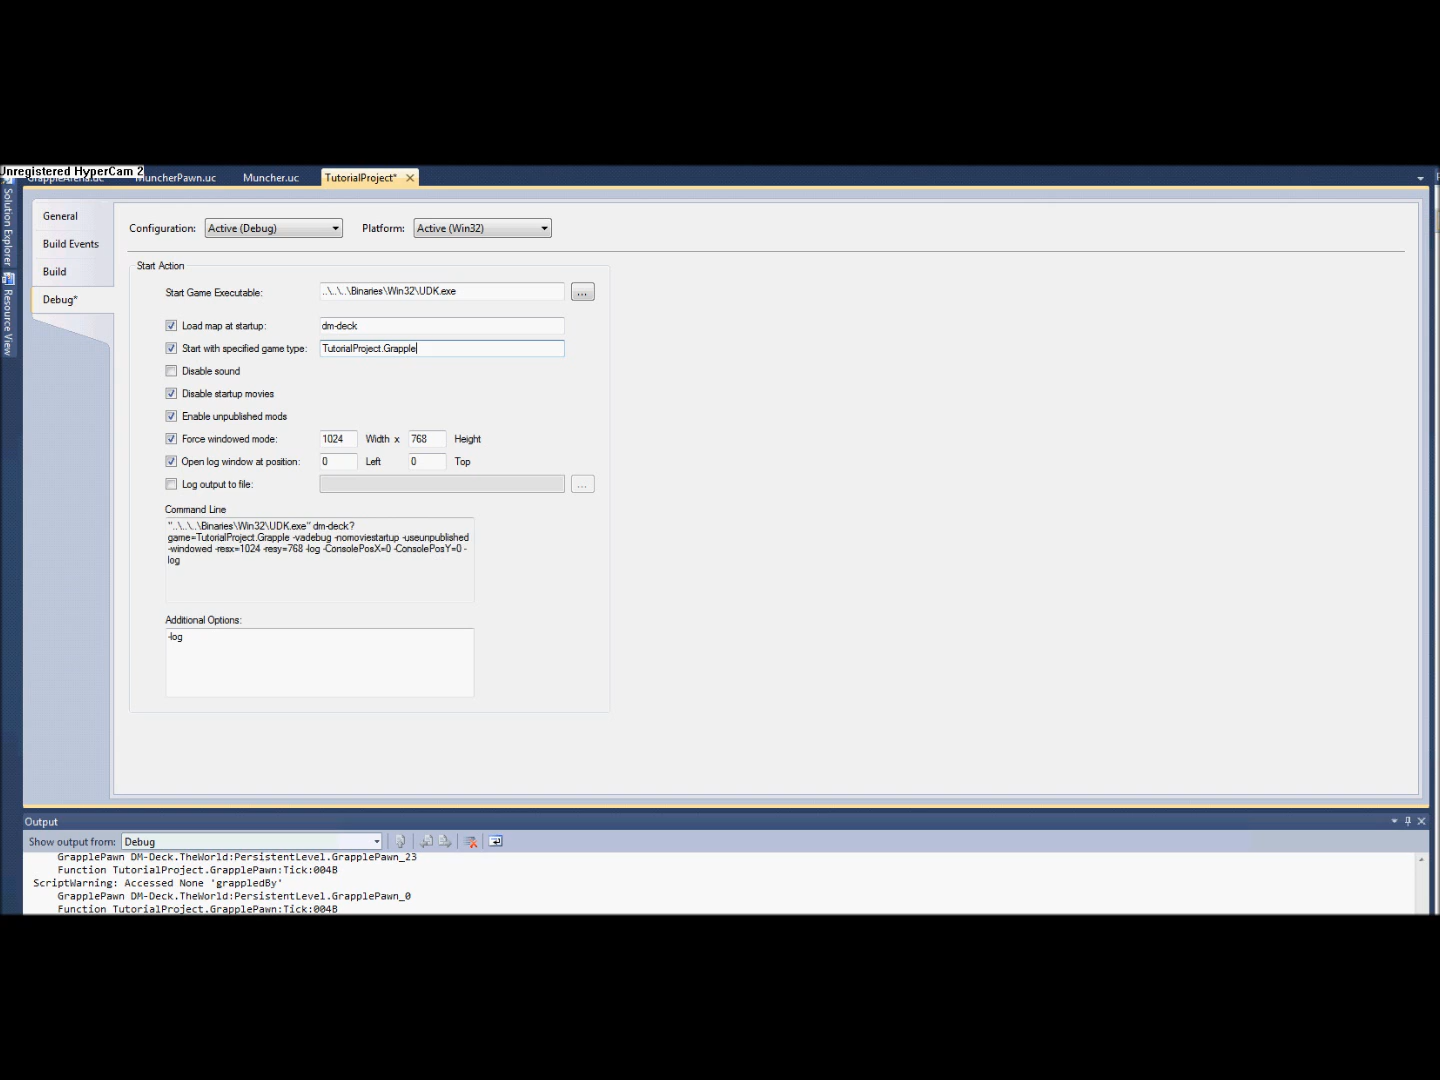 Unregistered HyperCam 2
GrappleArena.uc MuncherPawn.uc Muncher.uc TutorialProject*
Solution Explorer
Resource View
General
Build Events
Build
Debug*
Configuration: Active (Debug) Platform: Active (Win32)
Start Action
Start Game Executable: ..\..\..\Binaries\Win32\UDK.exe ...
Load map at startup: dm-deck
Start with specified game type: TutorialProject.Grapple
Disable sound
Disable startup movies
Enable unpublished mods
Force windowed mode: 1024 Width x 768 Height
Open log window at position: 0 Left 0 Top
Log output to file: ...
Command Line
"..\..\..\Binaries\Win32\UDK.exe" dm-deck?
game=TutorialProject.Grapple -vadebug -nomoviestartup -useunpublished
-windowed -resx=1024 -resy=768 -log -ConsolePosX=0 -ConsolePosY=0 -
log
Additional Options:
-log
Output
Show output from: Debug
GrapplePawn DM-Deck.TheWorld:PersistentLevel.GrapplePawn_23
Function TutorialProject.GrapplePawn:Tick:004B
ScriptWarning: Accessed None 'grappledBy'
GrapplePawn DM-Deck.TheWorld:PersistentLevel.GrapplePawn_0
Function TutorialProject.GrapplePawn:Tick:004B